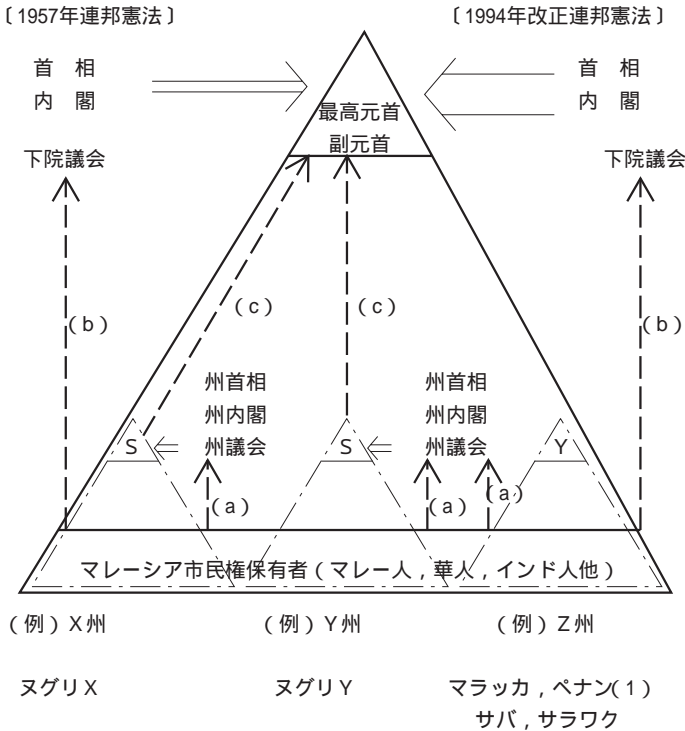 〔1957年連邦憲法〕 〔1994年改正連邦憲法〕
首 相 首 相
内 閣 内 閣
最高元首
副元首
下院議会 下院議会
(c) (c)
(b) (b)
州首相 州首相
州内閣 州内閣
S 州議会 S 州議会 Y
(a) (a) (a)
マレーシア市民権保有者(マレー人,華人,インド人他)
(例)X州 (例)Y州 (例)Z州
ヌグリX ヌグリY マラッカ,ペナン(1)
サバ,サラワク